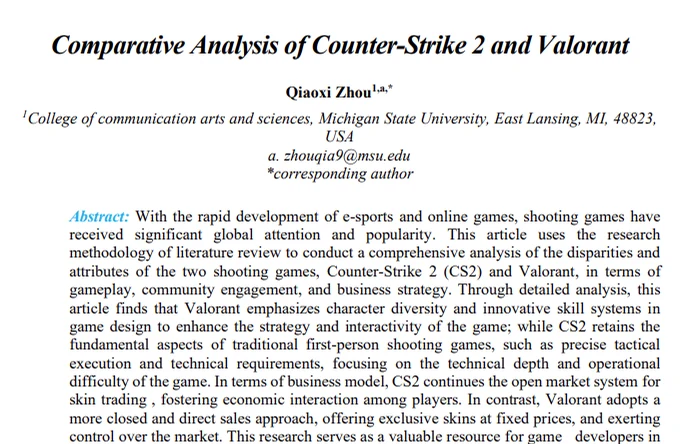 Comparative Analysis of Counter-Strike 2 and Valorant
Qiaoxi Zhou1,a,*
1College of communication arts and sciences, Michigan State University, East Lansing, MI, 48823,
USA
a. zhouqia9@msu.edu
*corresponding author
Abstract: With the rapid development of e-sports and online games, shooting games have
received significant global attention and popularity. This article uses the research
methodology of literature review to conduct a comprehensive analysis of the disparities and
attributes of the two shooting games, Counter-Strike 2 (CS2) and Valorant, in terms of
gameplay, community engagement, and business strategy. Through detailed analysis, this
article finds that Valorant emphasizes character diversity and innovative skill systems in
game design to enhance the strategy and interactivity of the game; while CS2 retains the
fundamental aspects of traditional first-person shooting games, such as precise tactical
execution and technical requirements, focusing on the technical depth and operational
difficulty of the game. In terms of business model, CS2 continues the open market system for
skin trading , fostering economic interaction among players. In contrast, Valorant adopts a
more closed and direct sales approach, offering exclusive skins at fixed prices, and exerting
control over the market. This research serves as a valuable resource for game developers in